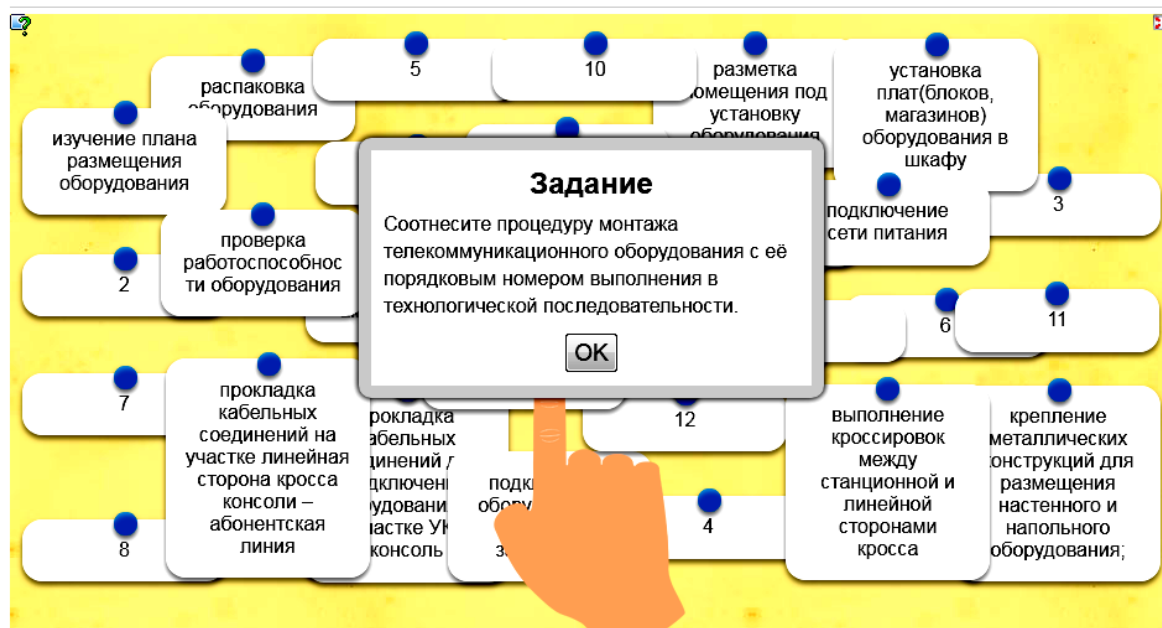 5
10
распаковка
оборудования
разметка
помещения под
установку
оборудования
установка
плат(блоков,
магазинов)
оборудования в
шкафу
изучение плана
размещения
оборудования
Задание
Соотнесите процедуру монтажа
телекоммуникационного оборудования с её
порядковым номером выполнения в
технологической последовательности.
OK
подключение
сети питания
3
проверка
работоспособнос
ти оборудования
2
6
11
7
прокладка
кабельных
соединений на
участке линейная
сторона кросса
консоли –
абонентская
линия
прокладка
кабельных
консоль
12
выполнение
кроссировок
между
станционной и
линейной
сторонами
кросса
крепление
металлических
конструкций для
размещения
настенного и
напольного
оборудования;
4
8